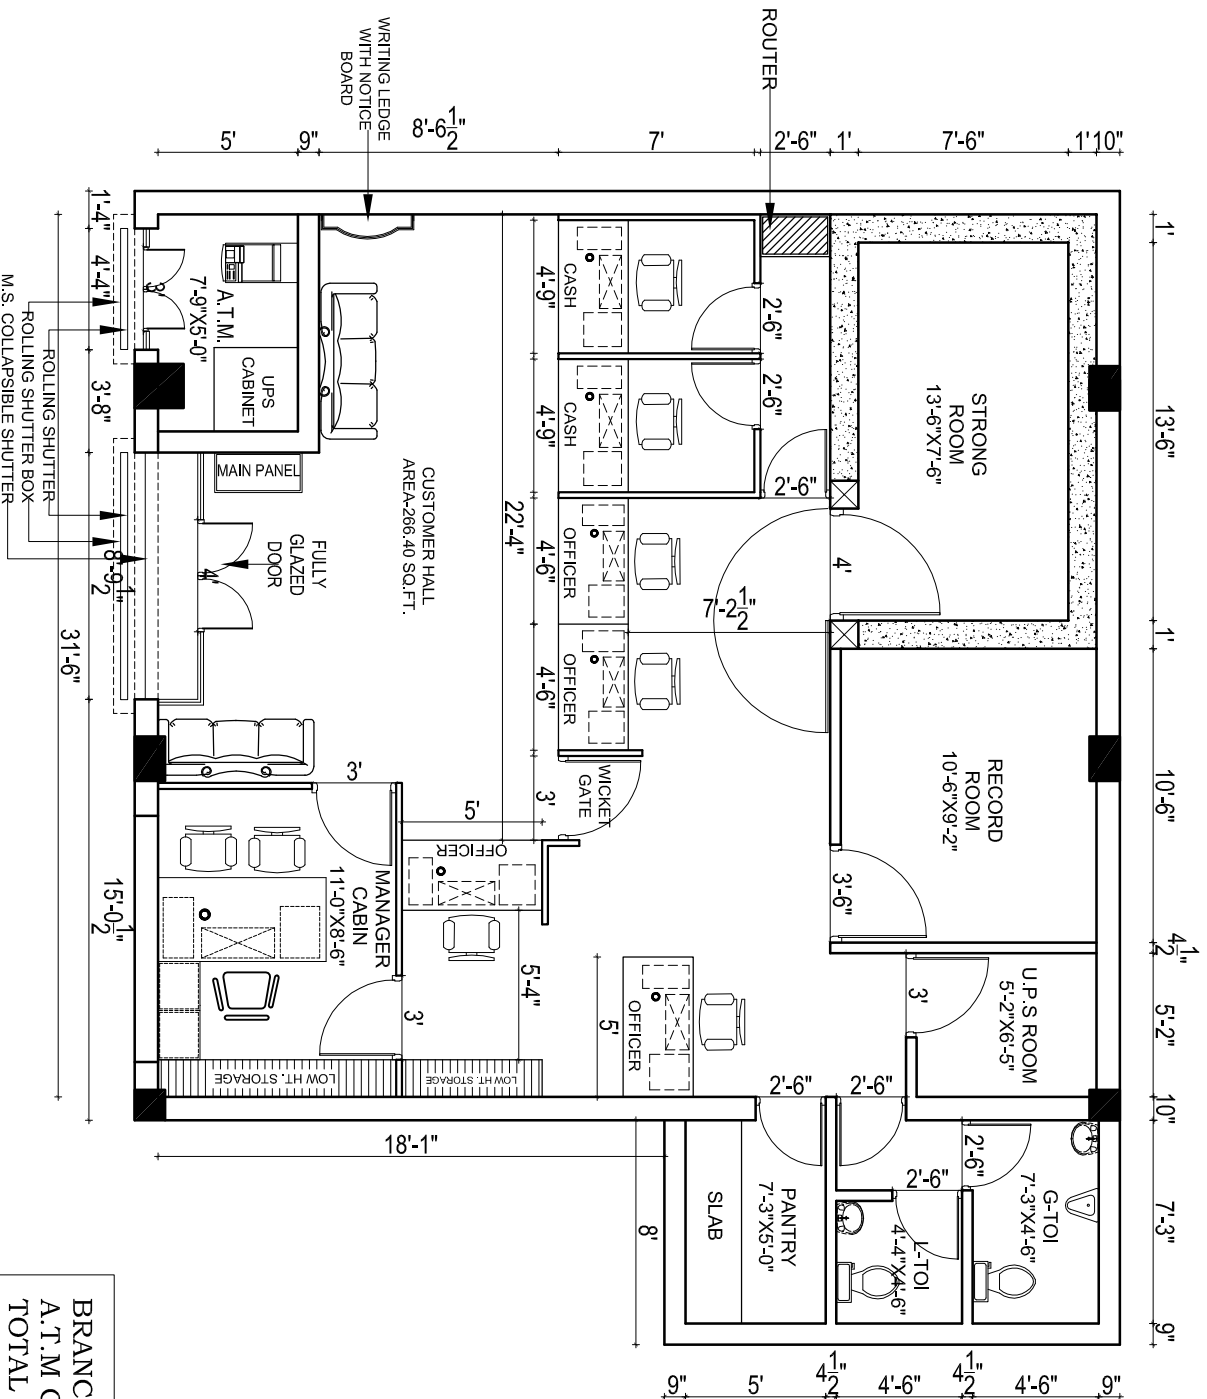 ROUTER
WRITING LEDGE
WITH NOTICE
BOARD
5'
9"
8'-6 1/2"
7'
2'-6"
1'
7'-6"
1'
10"
1'
13'-6"
1'
10'-6"
4 1/2"
5'-2"
10"
7'-3"
9"
STRONG
ROOM
13'-6"X7'-6"
4'
RECORD
ROOM
10'-6"X9'-2"
3'-6"
U.P.S ROOM
5'-2"X6'-5"
3'
G-TOI
7'-3"X4'-6"
2'-6"
L-TOI
4'-4"X4'-6"
2'-6"
2'-6"
PANTRY
7'-3"X5'-0"
2'-6"
SLAB
2'-6"
2'-6"
2'-6"
7'-2 1/2"
CASH
4'-9"
CASH
4'-9"
OFFICER
4'-6"
OFFICER
4'-6"
WICKET
GATE
3'
22'-4"
OFFICER
5'
OFFICER
5'
5'-4"
CUSTOMER HALL
AREA-266.40 SQ.FT.
MANAGER
CABIN
11'-0"X8'-6"
3'
3'
LOW HT. STORAGE
LOW HT. STORAGE
A.T.M.
7'-9"X5'-0"
UPS
CABINET
MAIN PANEL
FULLY
GLAZED
DOOR
1'-4"
4'-4"
3'-8"
8'-9 1/2"
15'-0 1/2"
31'-6"
ROLLING SHUTTER
ROLLING SHUTTER BOX
M.S. COLLAPSIBLE SHUTTER
18'-1"
8'
9"
5'
4 1/2"
4'-6"
4 1/2"
4'-6"
9"
BRANC
A.T.M
TOTAL